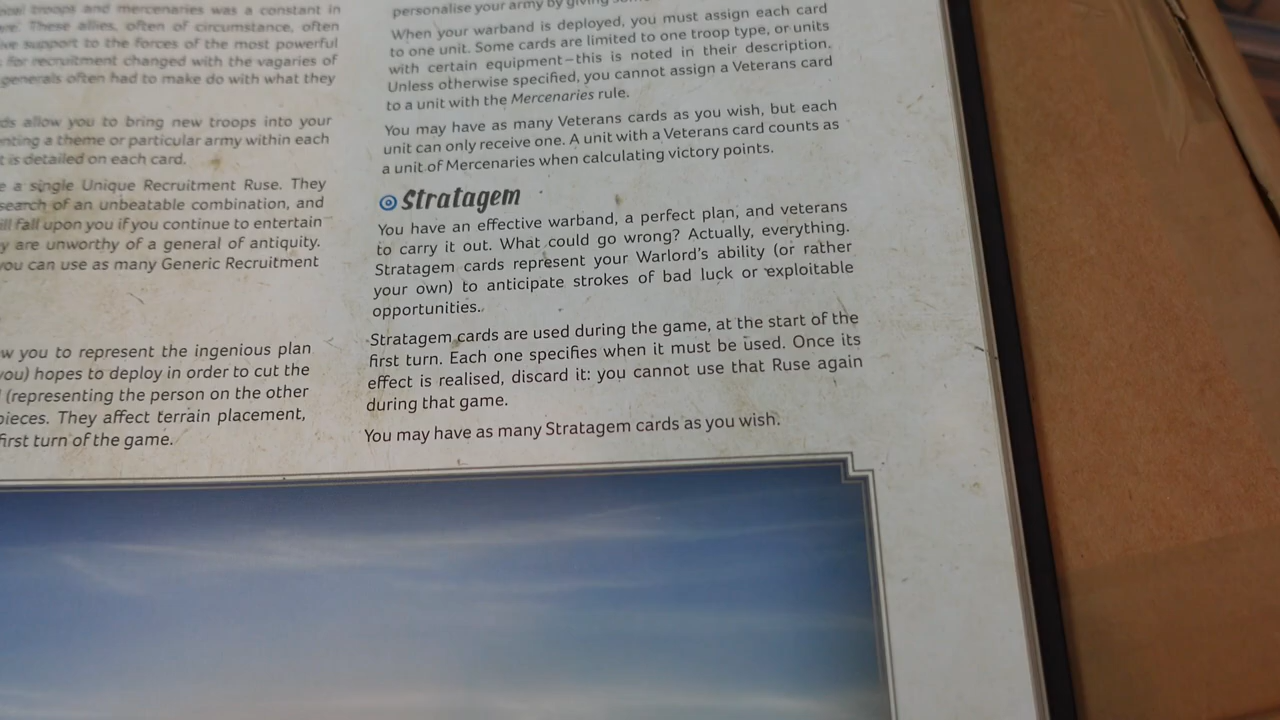 troops and mercenaries was a constant in
These allies, often of circumstance, often
support to the forces of the most powerful
for recruitment changed with the vagaries of
generals often had to make do with what they
allow you to bring new troops into your
a theme or particular army within each
is detailed on each card.
a single Unique Recruitment Ruse. They
search of an unbeatable combination, and
fall upon you if you continue to entertain
are unworthy of a general of antiquity.
you can use as many Generic Recruitment
you to represent the ingenious plan
you) hopes to deploy in order to cut the
(representing the person on the other
pieces. They affect terrain placement,
first turn of the game.
personalise your army by giving
When your warband is deployed, you must assign each card
to one unit. Some cards are limited to one troop type, or units
with certain equipment–this is noted in their description.
Unless otherwise specified, you cannot assign a Veterans card
to a unit with the Mercenaries rule.
You may have as many Veterans cards as you wish, but each
unit can only receive one. A unit with a Veterans card counts as
a unit of Mercenaries when calculating victory points.
Stratagem
You have an effective warband, a perfect plan, and veterans
to carry it out. What could go wrong? Actually, everything.
Stratagem cards represent your Warlord's ability (or rather
your own) to anticipate strokes of bad luck or exploitable
opportunities.
Stratagem cards are used during the game, at the start of the
first turn. Each one specifies when it must be used. Once its
effect is realised, discard it: you cannot use that Ruse again
during that game.
You may have as many Stratagem cards as you wish.